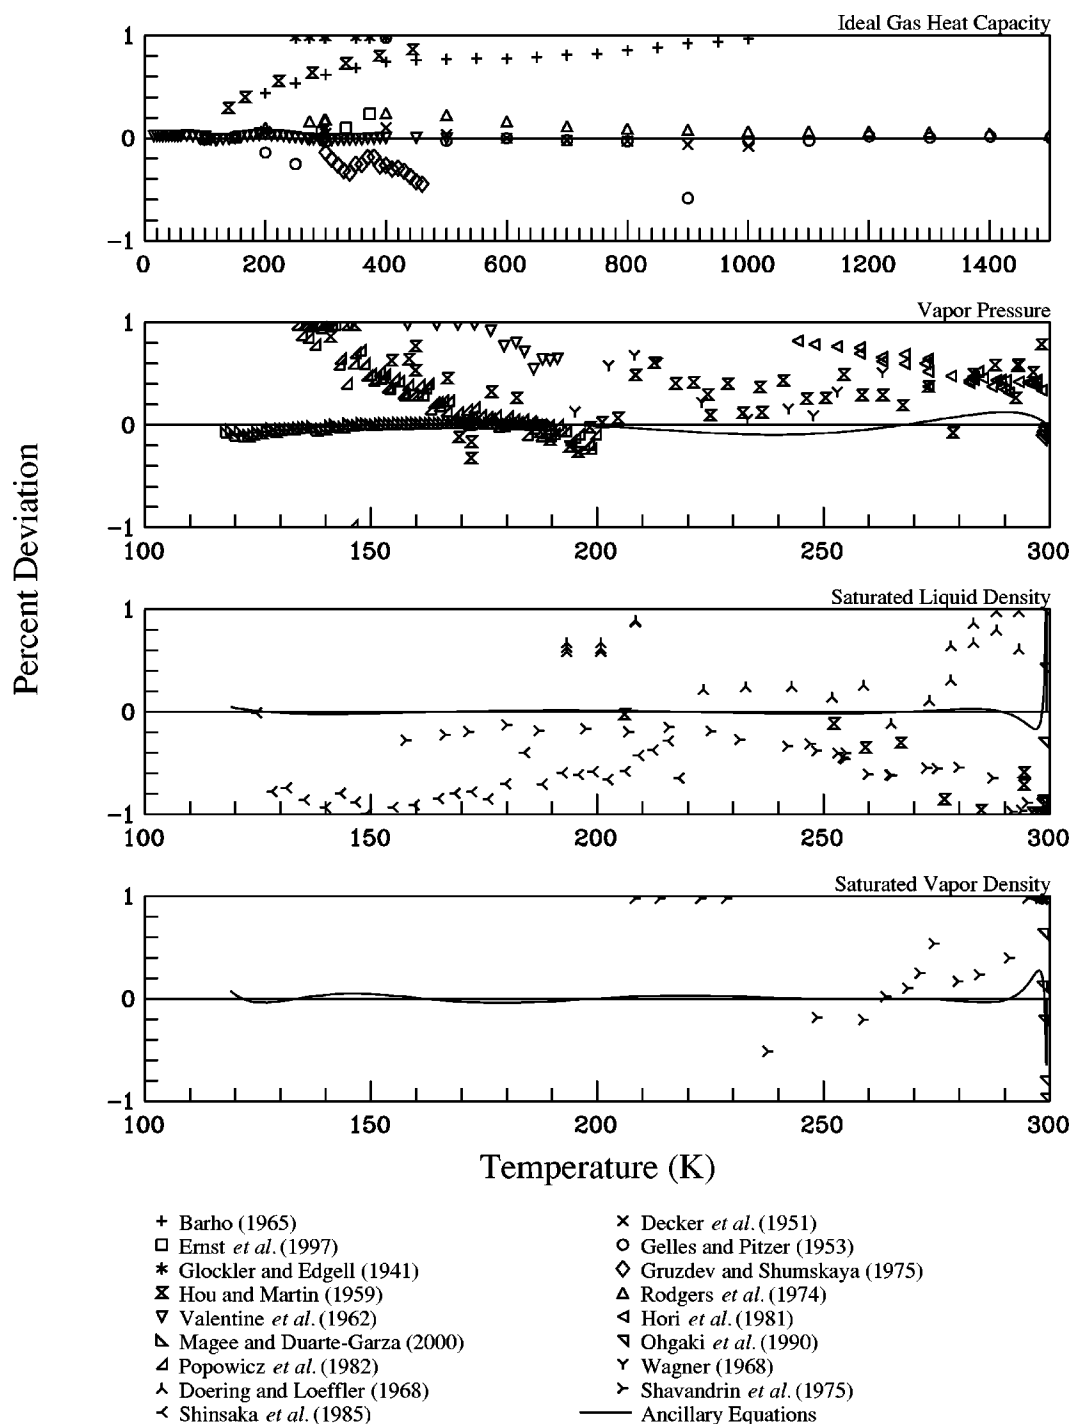 Ideal Gas Heat Capacity
1
0
−1
0 200 400 600 800 1000 1200 1400
Vapor Pressure
1
0
−1
100 150 200 250 300
Percent Deviation
Saturated Liquid Density
1
0
−1
100 150 200 250 300
Saturated Vapor Density
1
0
−1
100 150 200 250 300
Temperature (K)
Barho (1965)
Ernst et al. (1997)
Glockler and Edgell (1941)
Hou and Martin (1959)
Valentine et al. (1962)
Magee and Duarte-Garza (2000)
Popowicz et al. (1982)
Doering and Loeffler (1968)
Shinsaka et al. (1985)
Decker et al. (1951)
Gelles and Pitzer (1953)
Gruzdev and Shumskaya (1975)
Rodgers et al. (1974)
Hori et al. (1981)
Ohgaki et al. (1990)
Wagner (1968)
Shavandrin et al. (1975)
Ancillary Equations